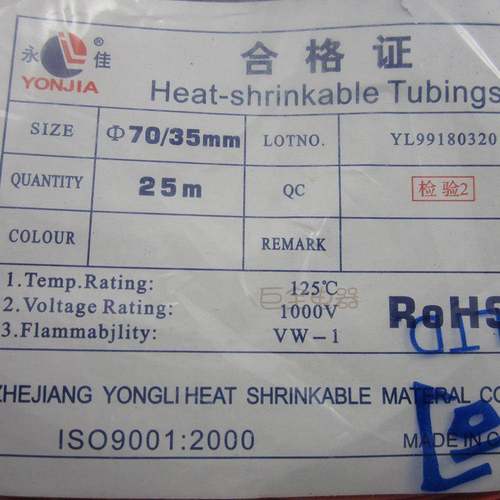 永 ® 佳
YONJIA
合格证
Heat-shrinkable Tubings
SIZE Φ70/35mm LOTNO. YL99180320
QUANTITY 25m QC 检验2
COLOUR REMARK
1.Temp.Rating: 125℃
2.Voltage Rating: 1000V
3.Flammabjlity: VW-1
RoHS
LTD
ZHEJIANG YONGLI HEAT SHRINKABLE MATERAL CO
ISO9001:2000
MADE IN C